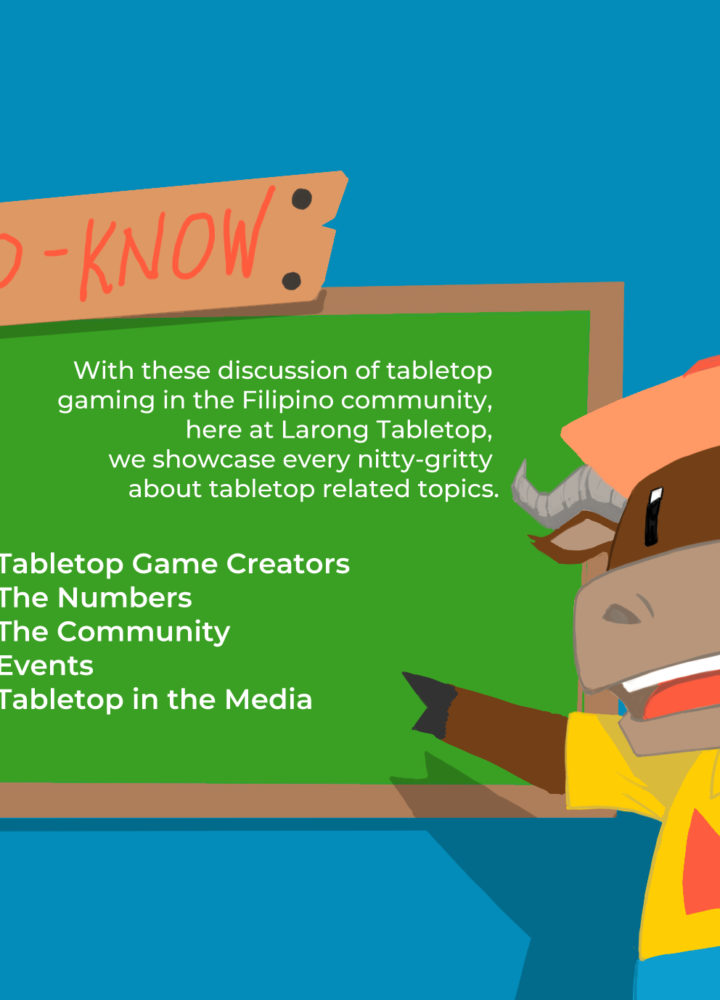 -KNOW
With these discussion of tabletop
gaming in the Filipino community,
here at Larong Tabletop,
we showcase every nitty-gritty
about tabletop related topics.
Tabletop Game Creators
The Numbers
The Community
Events
Tabletop in the Media